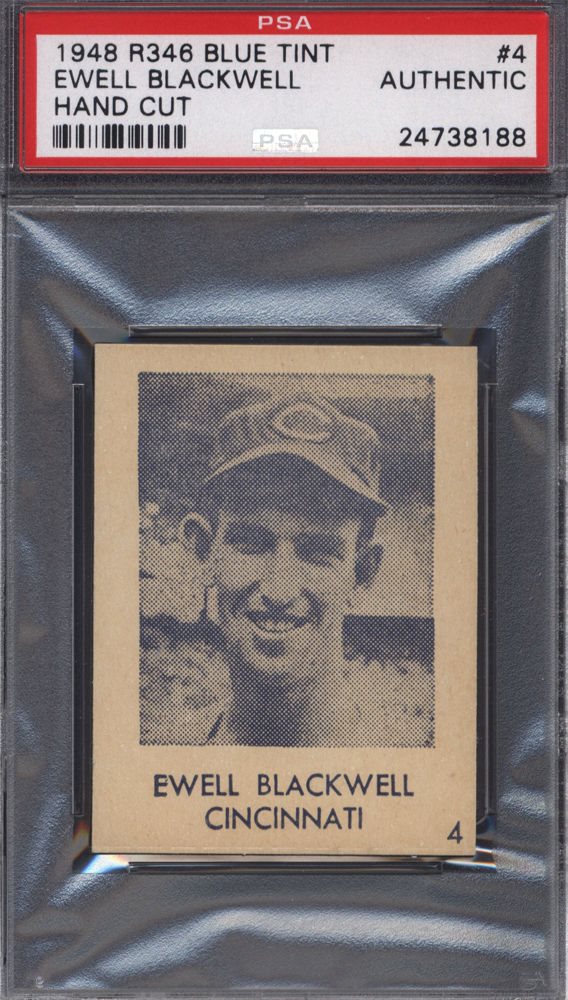 PSA
1948 R346 BLUE TINT #4
EWELL BLACKWELL AUTHENTIC
HAND CUT
PSA 24738188
C
EWELL BLACKWELL
CINCINNATI
4